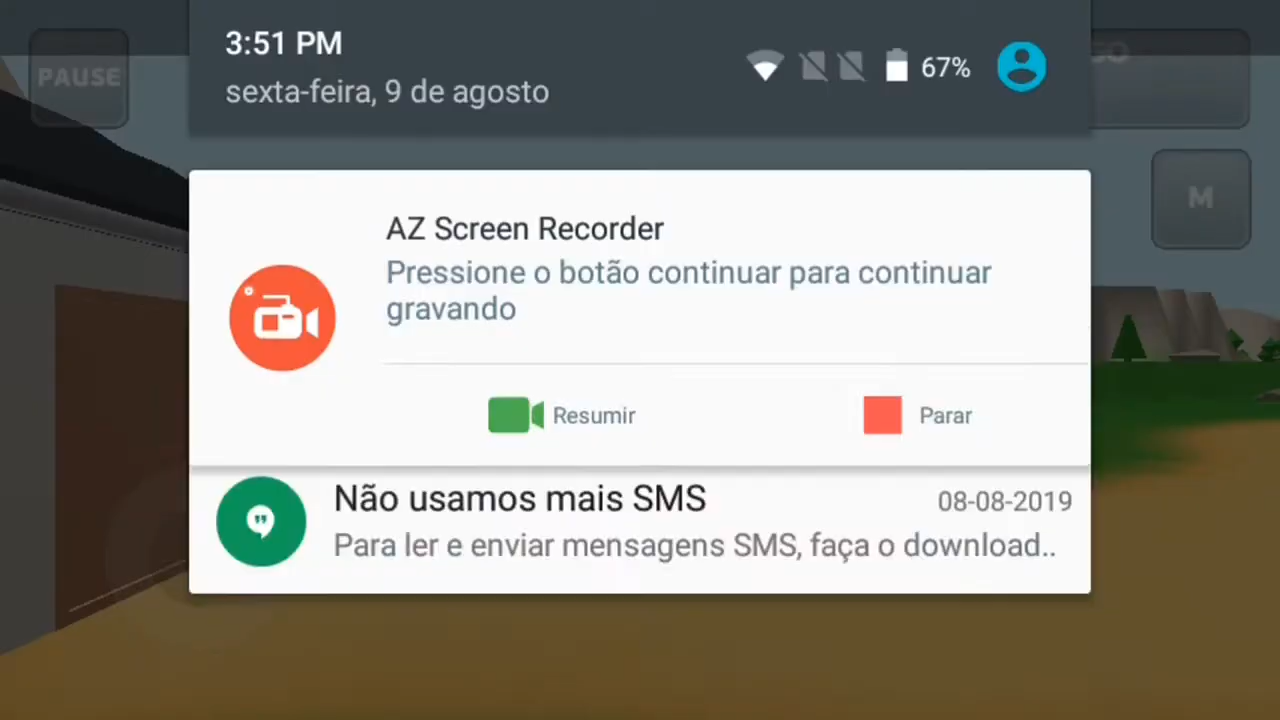 3:51 PM
67%
sexta-feira, 9 de agosto
PAUSE
GO
M
AZ Screen Recorder
Pressione o botão continuar para continuar
gravando
Resumir
Parar
Não usamos mais SMS
08-08-2019
Para ler e enviar mensagens SMS, faça o download..